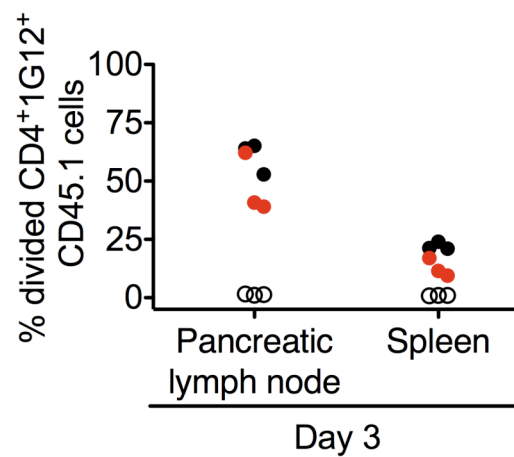 % divided CD4⁺1G12⁺
CD45.1 cells
100
75
50
25
0
Pancreatic
lymph node
Spleen
Day 3